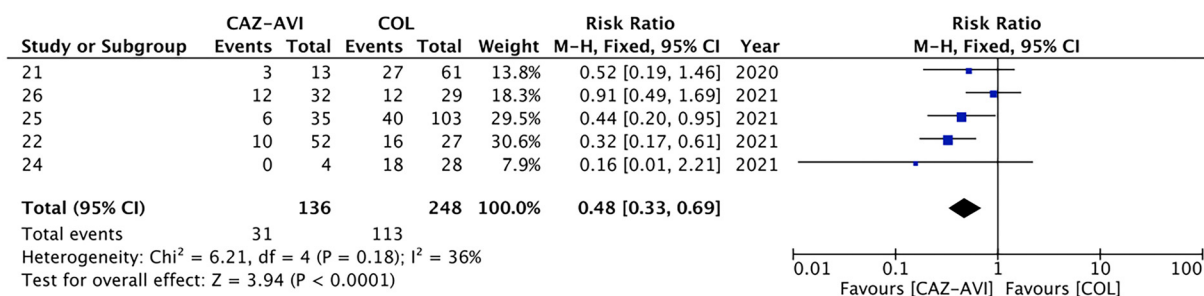 CAZ-AVI COL Risk Ratio Risk Ratio
Study or Subgroup Events Total Events Total Weight M-H, Fixed, 95% CI Year M-H, Fixed, 95% CI
21 3 13 27 61 13.8% 0.52 [0.19, 1.46] 2020
26 12 32 12 29 18.3% 0.91 [0.49, 1.69] 2021
25 6 35 40 103 29.5% 0.44 [0.20, 0.95] 2021
22 10 52 16 27 30.6% 0.32 [0.17, 0.61] 2021
24 0 4 18 28 7.9% 0.16 [0.01, 2.21] 2021
Total (95% CI) 136 248 100.0% 0.48 [0.33, 0.69]
Total events 31 113
Heterogeneity: Chi² = 6.21, df = 4 (P = 0.18); I² = 36%
Test for overall effect: Z = 3.94 (P < 0.0001)
0.01 0.1 1 10 100
Favours [CAZ-AVI] Favours [COL]